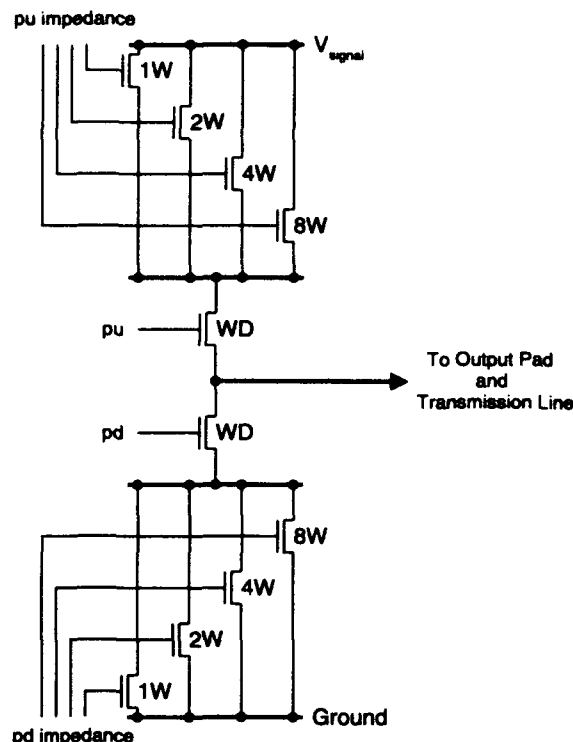 pu impedance
V signal
1W
2W
4W
8W
pu
WD
To Output Pad
and
Transmission Line
pd
WD
8W
4W
2W
1W
Ground
pd impedance